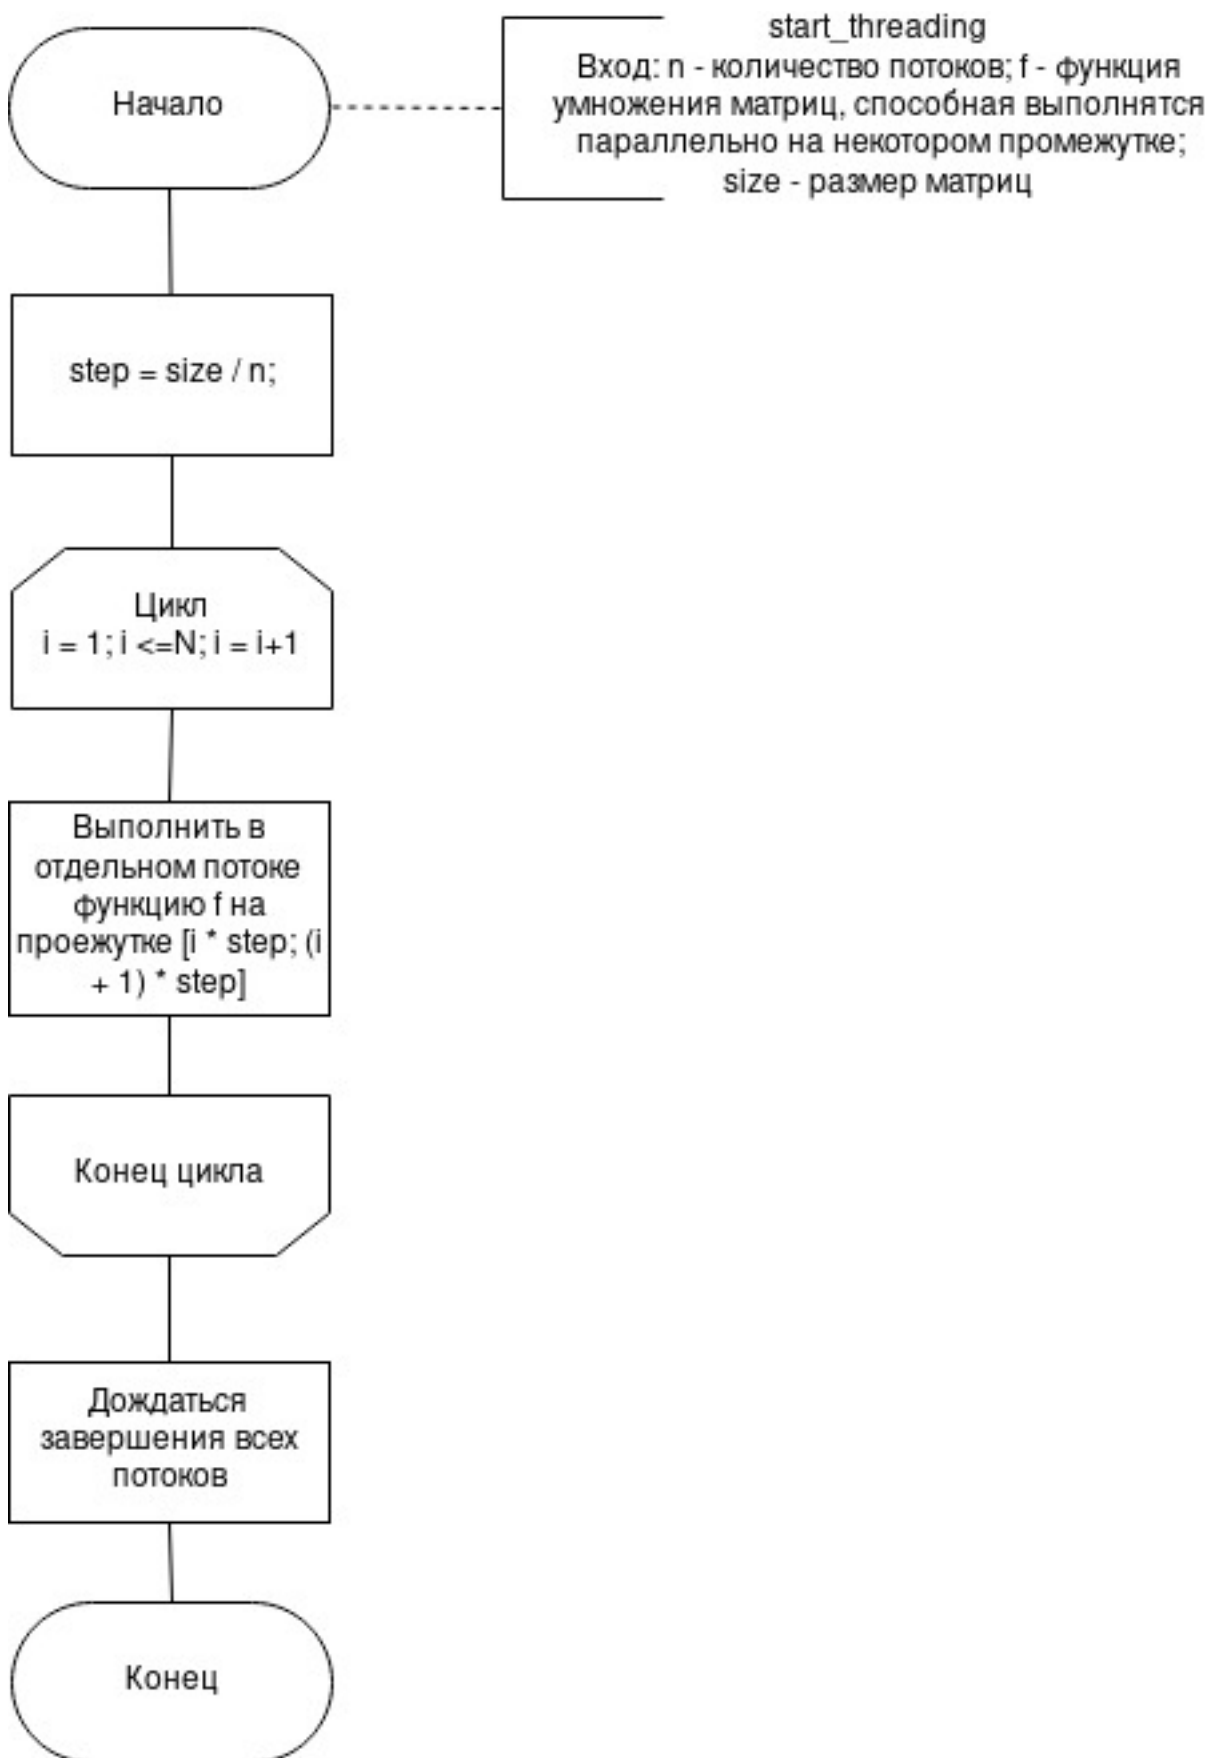 Начало
start_threading
Вход: n - количество потоков; f - функция
умножения матриц, способная выполнятся
параллельно на некотором промежутке;
size - размер матриц
step = size / n;
Цикл
i = 1; i <=N; i = i+1
Выполнить в
отдельном потоке
функцию f на
проежутке [i * step; (i
+ 1) * step]
Конец цикла
Дождаться
завершения всех
потоков
Конец